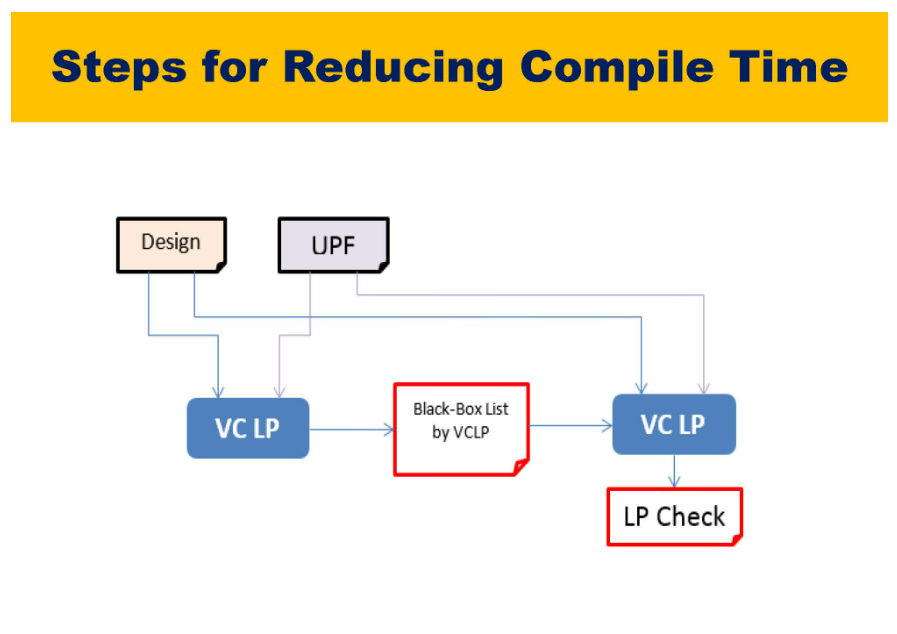 Steps for Reducing Compile Time
Design
UPF
VC LP
Black-Box List
by VCLP
VC LP
LP Check